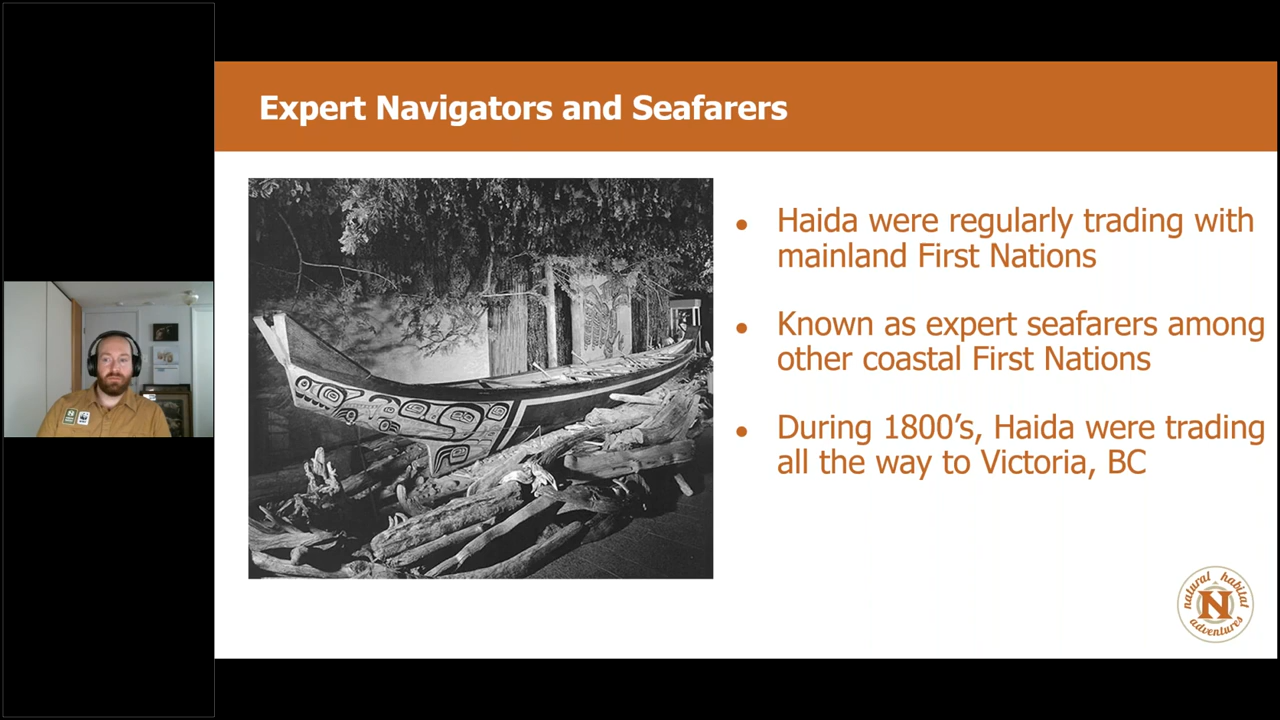 Expert Navigators and Seafarers
• Haida were regularly trading with
mainland First Nations
• Known as expert seafarers among
other coastal First Nations
• During 1800's, Haida were trading
all the way to Victoria, BC
natural habitat
N
adventures